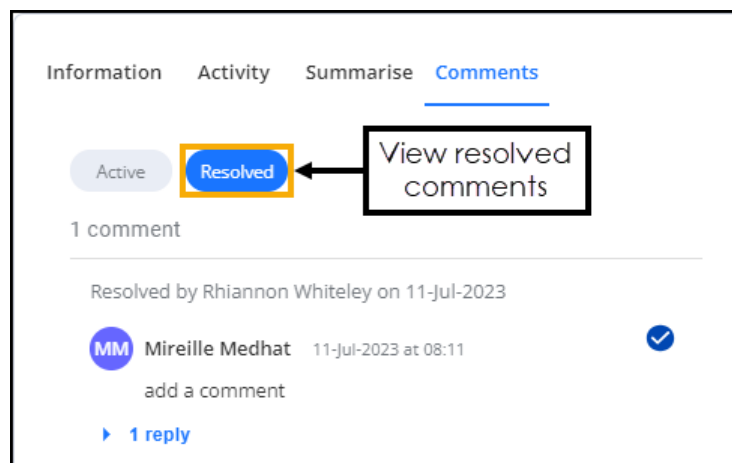 Information Activity Summarise Comments
Active Resolved View resolved
comments
1 comment
Resolved by Rhiannon Whiteley on 11-Jul-2023
MM Mireille Medhat 11-Jul-2023 at 08:11
add a comment
1 reply